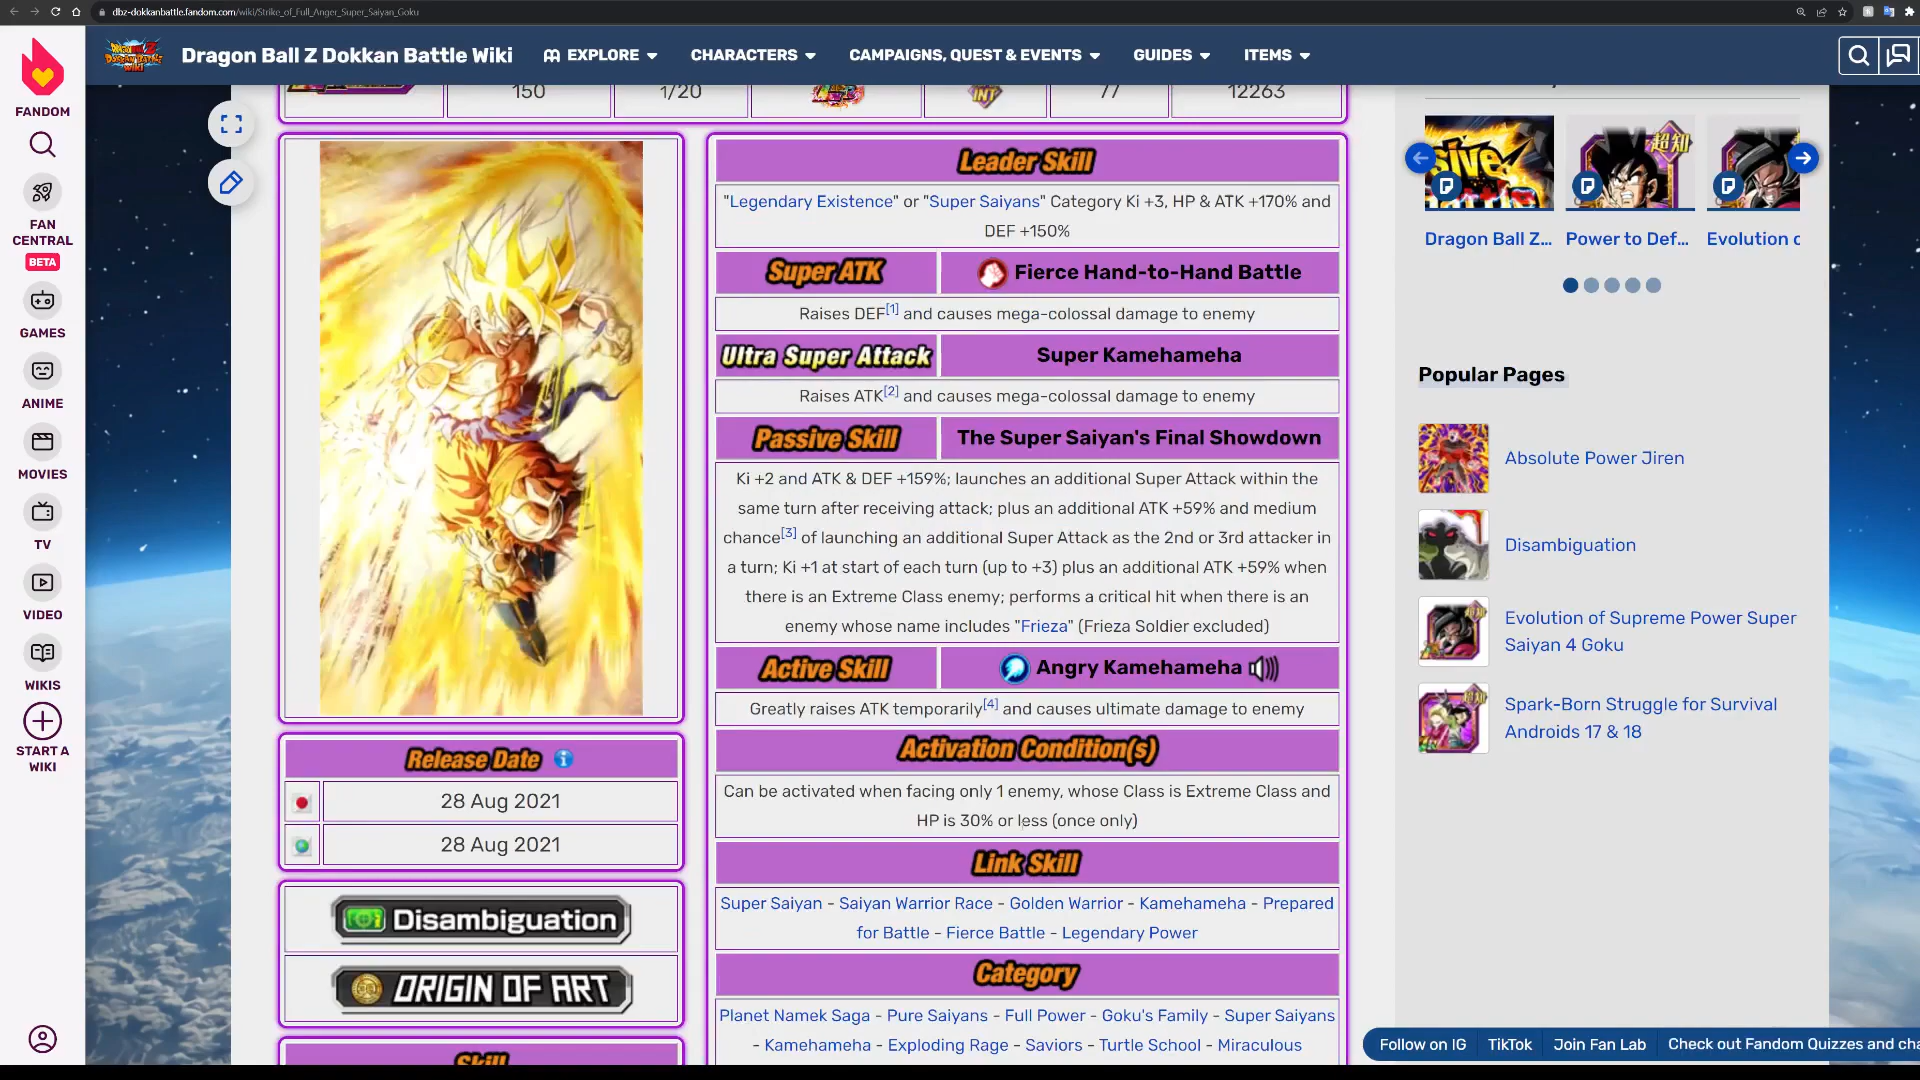 dbz-dokkanbattle.fandom.com/wiki/Strike_of_Full_Anger_Super_Saiyan_Goku
Dragon Ball Z Dokkan Battle Wiki
EXPLORE
CHARACTERS
CAMPAIGNS, QUEST & EVENTS
GUIDES
ITEMS
FANDOM
FAN
CENTRAL
BETA
GAMES
ANIME
MOVIES
TV
VIDEO
WIKIS
START A
WIKI
150
1/20
INT
77
12263
Leader Skill
"Legendary Existence" or "Super Saiyans" Category Ki +3, HP & ATK +170% and
DEF +150%
Super ATK
Fierce Hand-to-Hand Battle
Raises DEF[1] and causes mega-colossal damage to enemy
Ultra Super Attack
Super Kamehameha
Raises ATK[2] and causes mega-colossal damage to enemy
Passive Skill
The Super Saiyan's Final Showdown
Ki +2 and ATK & DEF +159%; launches an additional Super Attack within the
same turn after receiving attack; plus an additional ATK +59% and medium
chance[3] of launching an additional Super Attack as the 2nd or 3rd attacker in
a turn; Ki +1 at start of each turn (up to +3) plus an additional ATK +59% when
there is an Extreme Class enemy; performs a critical hit when there is an
enemy whose name includes "Frieza" (Frieza Soldier excluded)
Active Skill
Angry Kamehameha
Greatly raises ATK temporarily[4] and causes ultimate damage to enemy
Activation Condition(s)
Can be activated when facing only 1 enemy, whose Class is Extreme Class and
HP is 30% or less (once only)
Link Skill
Super Saiyan - Saiyan Warrior Race - Golden Warrior - Kamehameha - Prepared
for Battle - Fierce Battle - Legendary Power
Category
Planet Namek Saga - Pure Saiyans - Full Power - Goku's Family - Super Saiyans
- Kamehameha - Exploding Rage - Saviors - Turtle School - Miraculous
Release Date
28 Aug 2021
28 Aug 2021
Disambiguation
ORIGIN OF ART
Skill
超知
Dragon Ball Z...
Power to Def...
Evolution c
Popular Pages
Absolute Power Jiren
Disambiguation
Evolution of Supreme Power Super
Saiyan 4 Goku
Spark-Born Struggle for Survival
Androids 17 & 18
Follow on IG
TikTok
Join Fan Lab
Check out Fandom Quizzes and cha